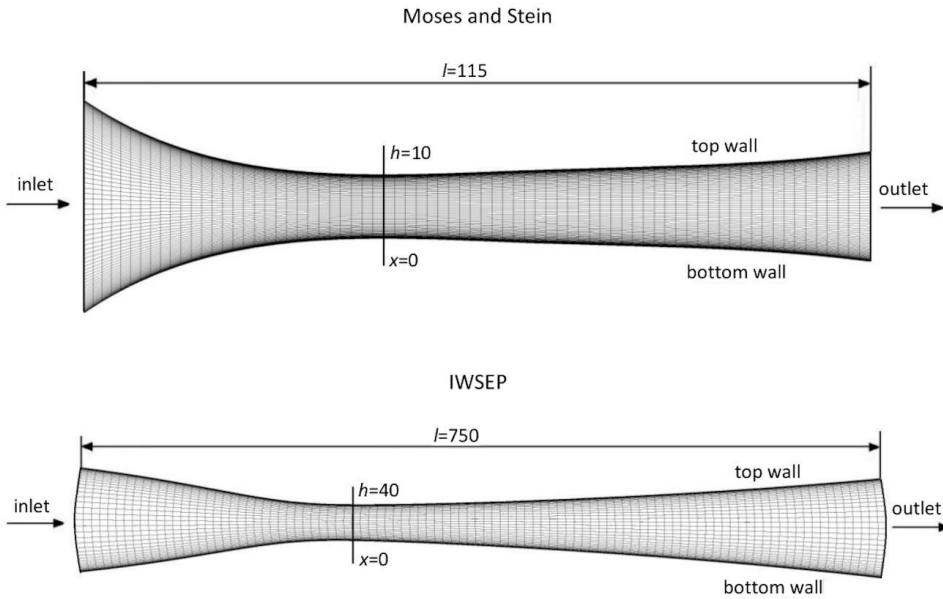 Moses and Stein
l=115
h=10
top wall
inlet
outlet
x=0
bottom wall
IWSEP
l=750
top wall
h=40
inlet
outlet
x=0
bottom wall